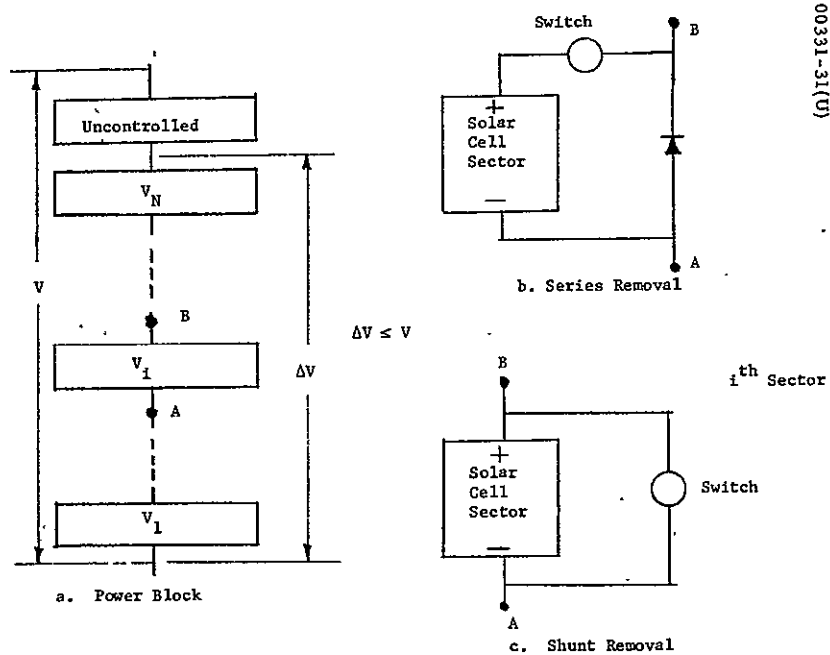 00331-31(U)
Uncontrolled
V_N
V
B
V_i
A
ΔV
V_1
a. Power Block
ΔV ≤ V
Switch
B
+
Solar
Cell
Sector
—
A
b. Series Removal
i^th Sector
B
+
Solar
Cell
Sector
—
Switch
A
c. Shunt Removal